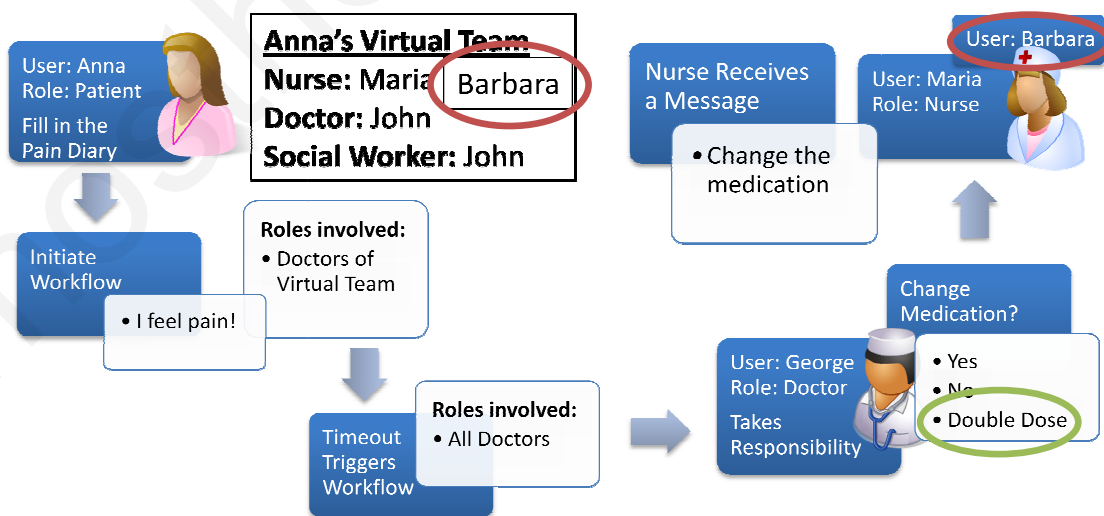 User: Anna
Role: Patient
Fill in the
Pain Diary
Anna's Virtual Team
Nurse: Maria
Barbara
Doctor: John
Social Worker: John
Initiate
Workflow
• I feel pain!
Roles involved:
• Doctors of
Virtual Team
Timeout
Triggers
Workflow
Roles involved:
• All Doctors
User: George
Role: Doctor
Takes
Responsibility
Change
Medication?
• Yes
• No
• Double Dose
Nurse Receives
a Message
• Change the
medication
User: Barbara
User: Maria
Role: Nurse